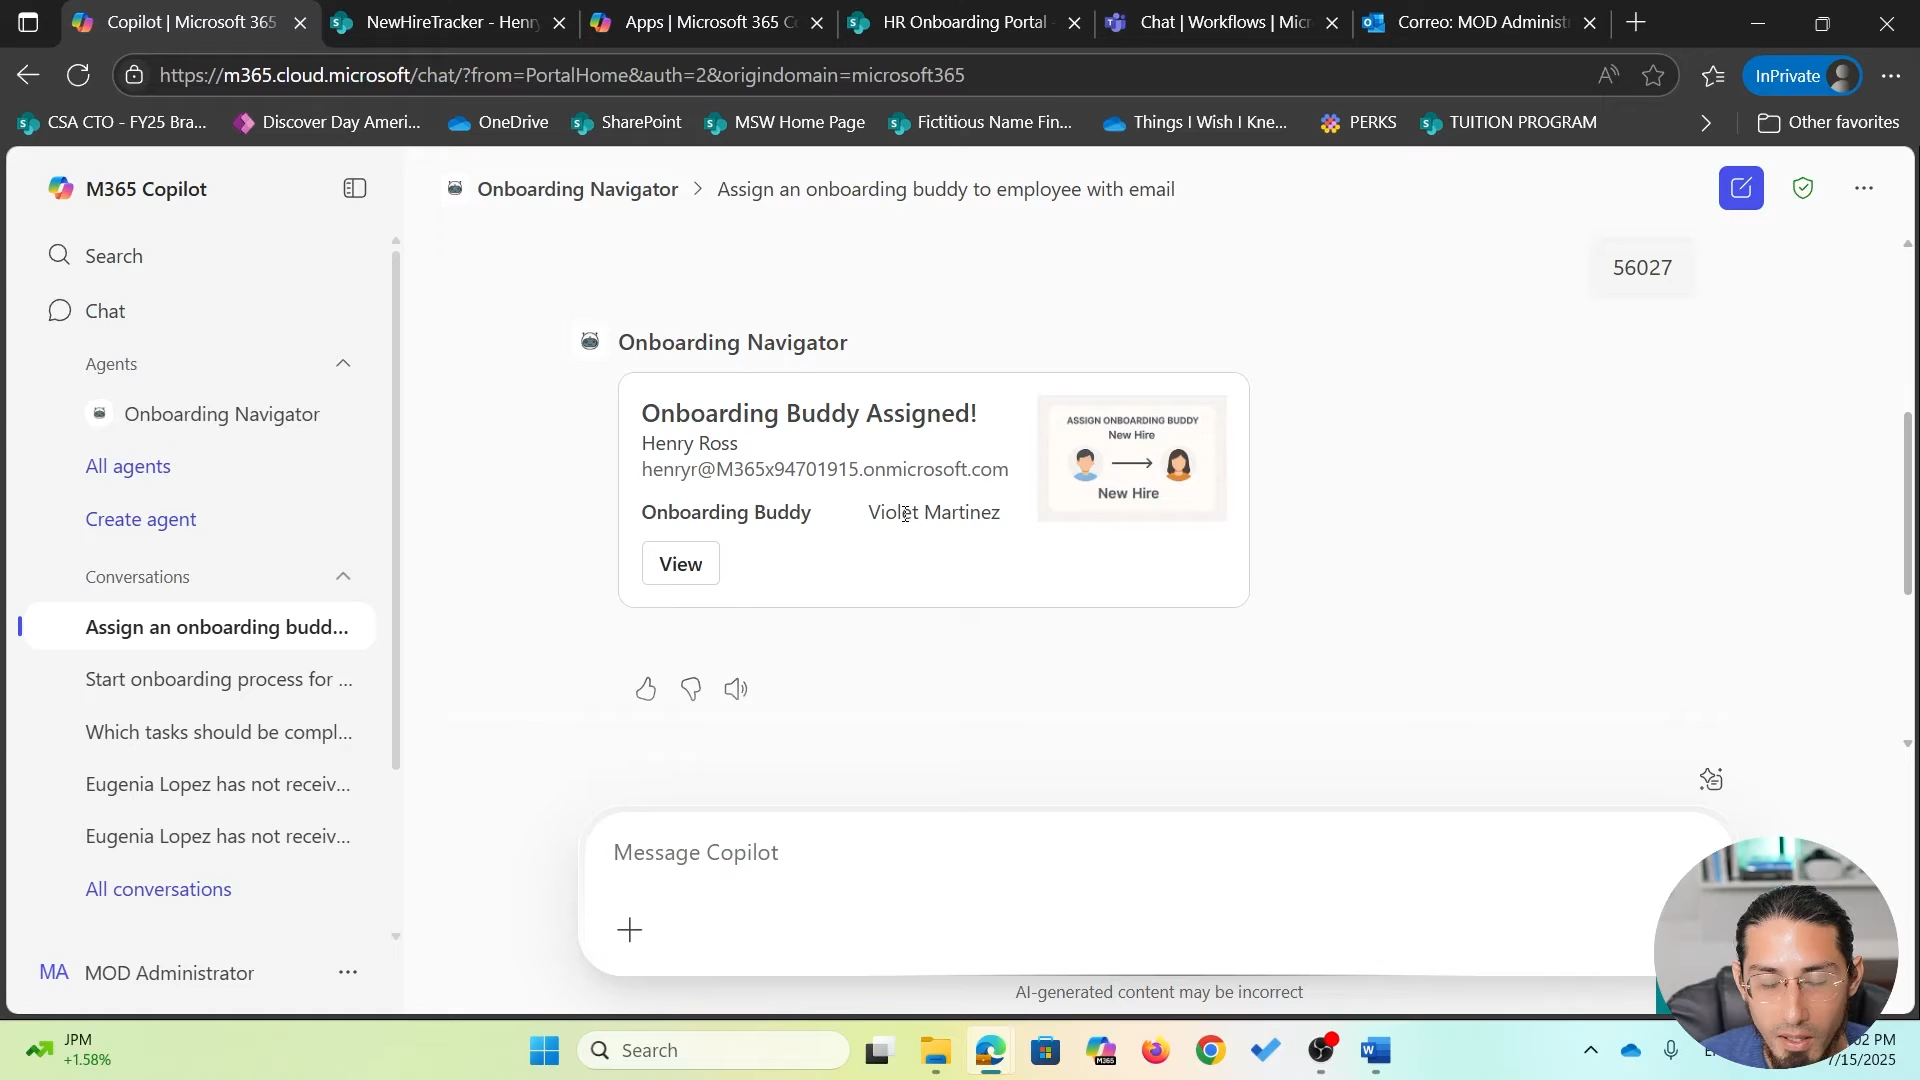 Copilot | Microsoft 365
NewHireTracker - Henry
Apps | Microsoft 365 Co
HR Onboarding Portal -
Chat | Workflows | Micr
Correo: MOD Administr
https://m365.cloud.microsoft/chat/?from=PortalHome&auth=2&origindomain=microsoft365
InPrivate
CSA CTO - FY25 Bra...
Discover Day Ameri...
OneDrive
SharePoint
MSW Home Page
Fictitious Name Fin...
Things I Wish I Kne...
PERKS
TUITION PROGRAM
Other favorites
M365 Copilot
Onboarding Navigator > Assign an onboarding buddy to employee with email
Search
Chat
Agents
Onboarding Navigator
All agents
Create agent
Conversations
Assign an onboarding budd...
Start onboarding process for ...
Which tasks should be compl...
Eugenia Lopez has not receiv...
Eugenia Lopez has not receiv...
All conversations
MA MOD Administrator
56027
Onboarding Navigator
Onboarding Buddy Assigned!
Henry Ross
henryr@M365x94701915.onmicrosoft.com
Onboarding Buddy Violet Martinez
View
ASSIGN ONBOARDING BUDDY
New Hire
New Hire
Message Copilot
AI-generated content may be incorrect
JPM
+1.58%
Search
M365
02 PM
7/15/2025